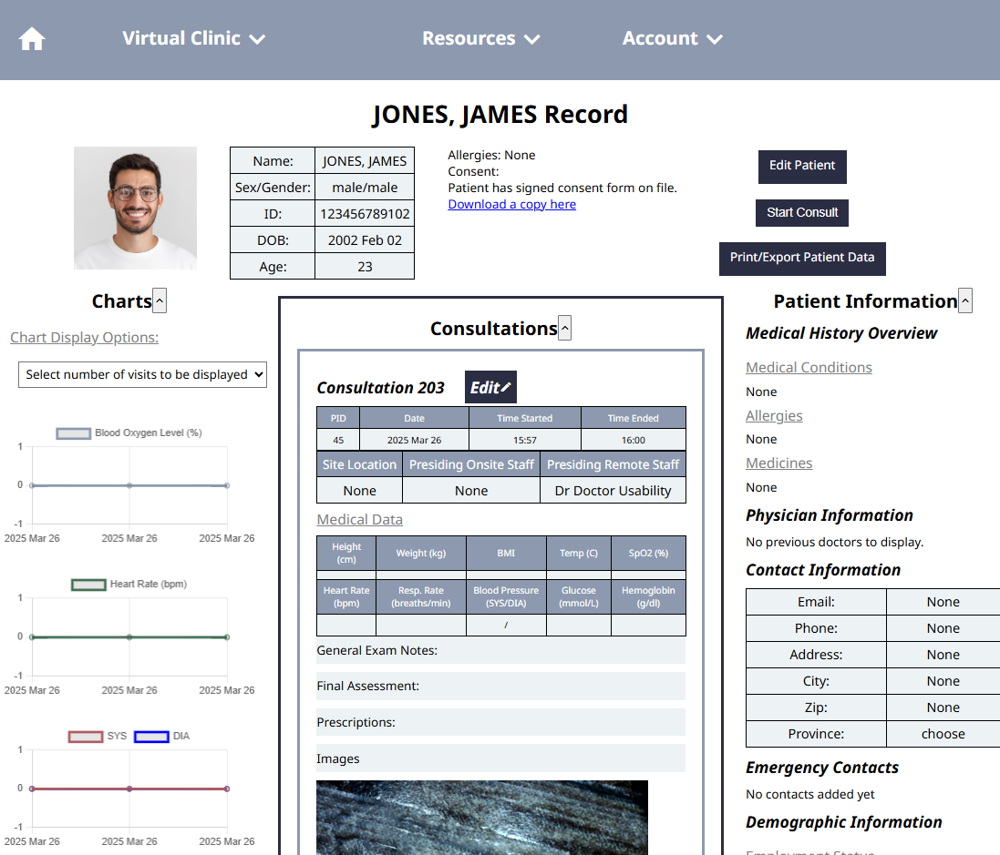 Virtual Clinic
Resources
Account
JONES, JAMES Record
Name: JONES, JAMES
Sex/Gender: male/male
ID: 123456789102
DOB: 2002 Feb 02
Age: 23
Allergies: None
Consent:
Patient has signed consent form on file.
Download a copy here
Edit Patient
Start Consult
Print/Export Patient Data
Charts
Chart Display Options:
Select number of visits to be displayed
Blood Oxygen Level (%)
1
0
-1
2025 Mar 26 2025 Mar 26 2025 Mar 26
Heart Rate (bpm)
1
0
-1
2025 Mar 26 2025 Mar 26 2025 Mar 26
SYS DIA
1
0
-1
2025 Mar 26 2025 Mar 26 2025 Mar 26
Consultations
Consultation 203 Edit
PID Date Time Started Time Ended
45 2025 Mar 26 15:57 16:00
Site Location Presiding Onsite Staff Presiding Remote Staff
None None Dr Doctor Usability
Medical Data
Height (cm) Weight (kg) BMI Temp (C) SpO2 (%)
Heart Rate (bpm) Resp. Rate (breaths/min) Blood Pressure (SYS/DIA) Glucose (mmol/L) Hemoglobin (g/dl)
/
General Exam Notes:
Final Assessment:
Prescriptions:
Images
Patient Information
Medical History Overview
Medical Conditions
None
Allergies
None
Medicines
None
Physician Information
No previous doctors to display.
Contact Information
Email: None
Phone: None
Address: None
City: None
Zip: None
Province: choose
Emergency Contacts
No contacts added yet
Demographic Information
Employment Status